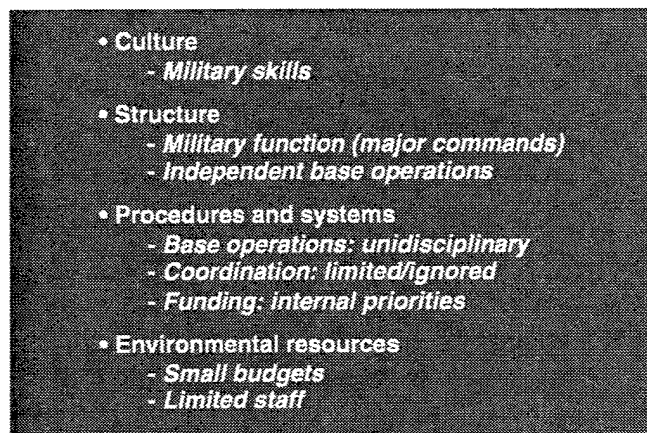 • Culture
- Military skills
• Structure
- Military function (major commands)
- Independent base operations
• Procedures and systems
- Base operations: unidisciplinary
- Coordination: limited/ignored
- Funding: internal priorities
• Environmental resources
- Small budgets
- Limited staff